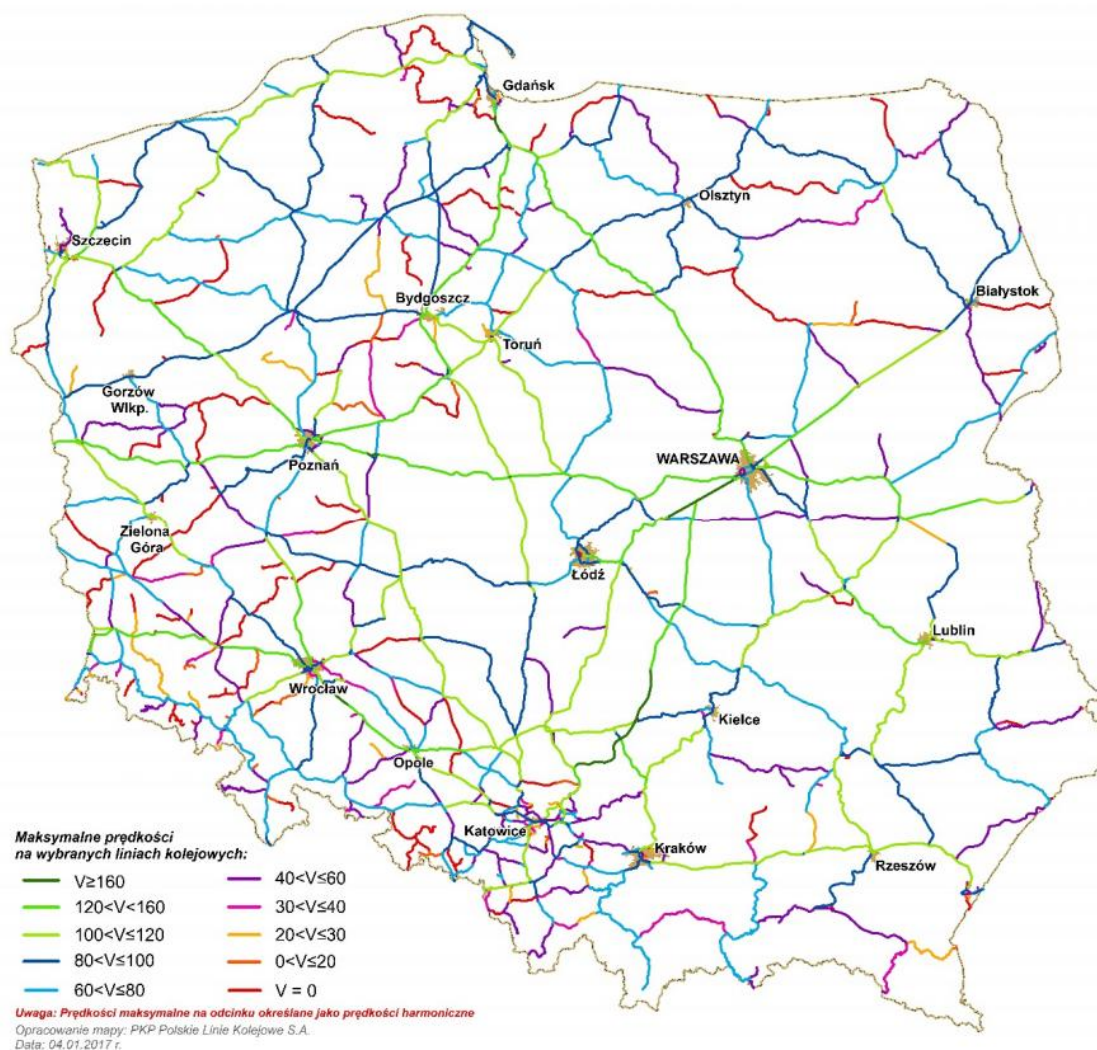 Gdańsk
Olsztyn
Szczecin
Białystok
Bydgoszcz
Toruń
Gorzów
Wlkp.
Poznań
WARSZAWA
Zielona
Góra
Łódź
Lublin
Wrocław
Kielce
Opole
Katowice
Kraków
Rzeszów
Maksymalne prędkości
na wybranych liniach kolejowych:
V≥160
120<V<160
100<V≤120
80<V≤100
60<V≤80
40<V≤60
30<V≤40
20<V≤30
0<V≤20
V = 0
Uwaga: Prędkości maksymalne na odcinku określane jako prędkości harmoniczne
Opracowanie mapy: PKP Polskie Linie Kolejowe S.A.
Data: 04.01.2017 r.